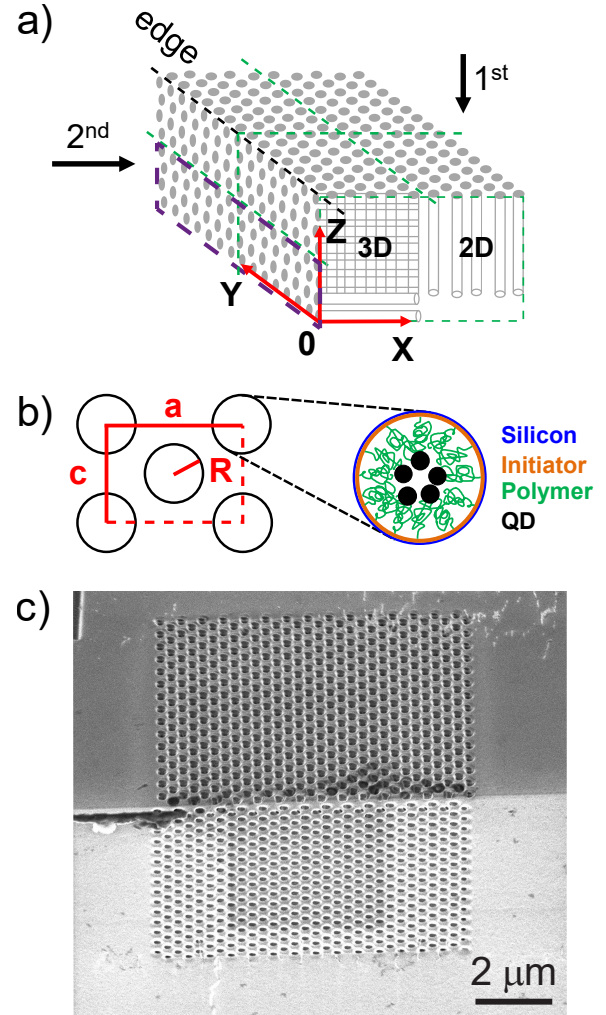 a)
edge
1st
2nd
Z
3D
2D
Y
0
X
b)
a
c
R
Silicon
Initiator
Polymer
QD
c)
2 μm